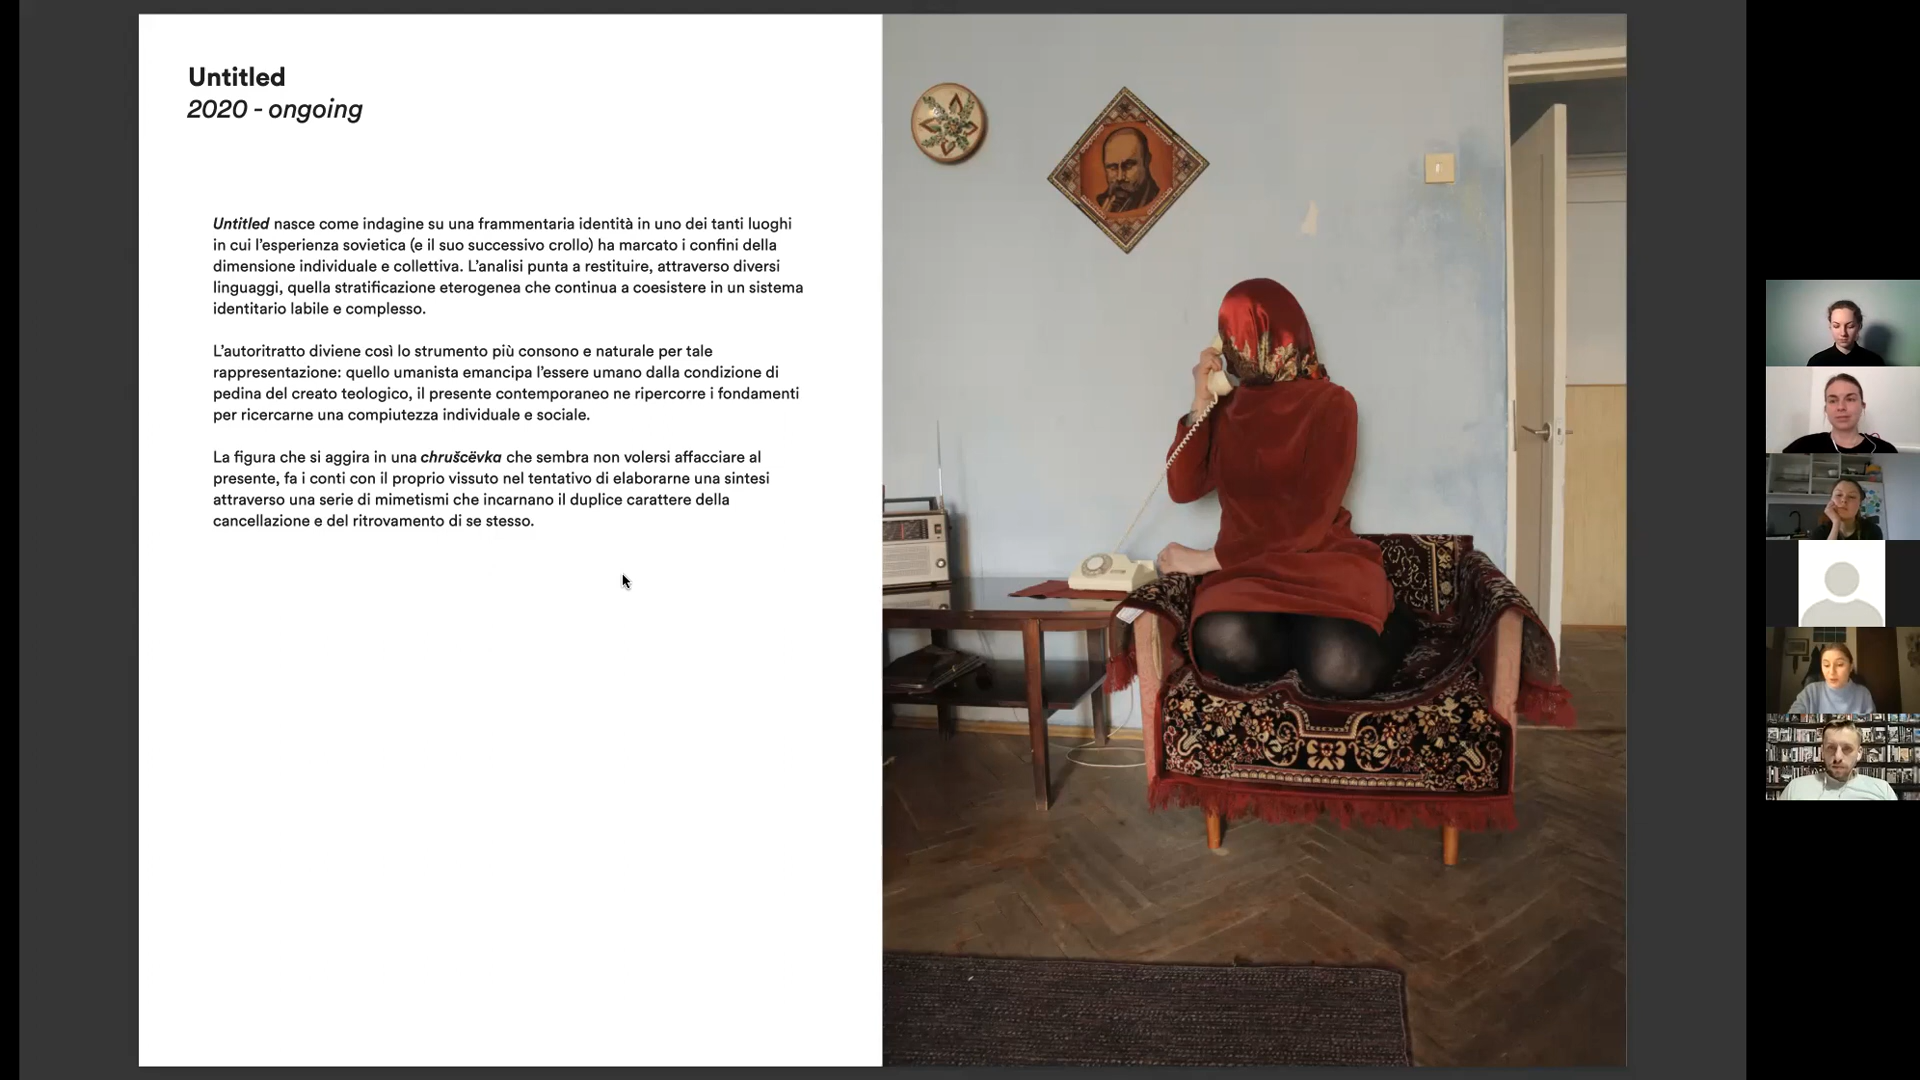 Untitled
2020 - ongoing
Untitled nasce come indagine su una frammentaria identità in uno dei tanti luoghi
in cui l’esperienza sovietica (e il suo successivo crollo) ha marcato i confini della
dimensione individuale e collettiva. L’analisi punta a restituire, attraverso diversi
linguaggi, quella stratificazione eterogenea che continua a coesistere in un sistema
identitario labile e complesso.
L’autoritratto diviene così lo strumento più consono e naturale per tale
rappresentazione: quello umanista emancipa l’essere umano dalla condizione di
pedina del creato teologico, il presente contemporaneo ne ripercorre i fondamenti
per ricercarne una compiutezza individuale e sociale.
La figura che si aggira in una chrušcëvka che sembra non volersi affacciare al
presente, fa i conti con il proprio vissuto nel tentativo di elaborarne una sintesi
attraverso una serie di mimetismi che incarnano il duplice carattere della
cancellazione e del ritrovamento di se stesso.